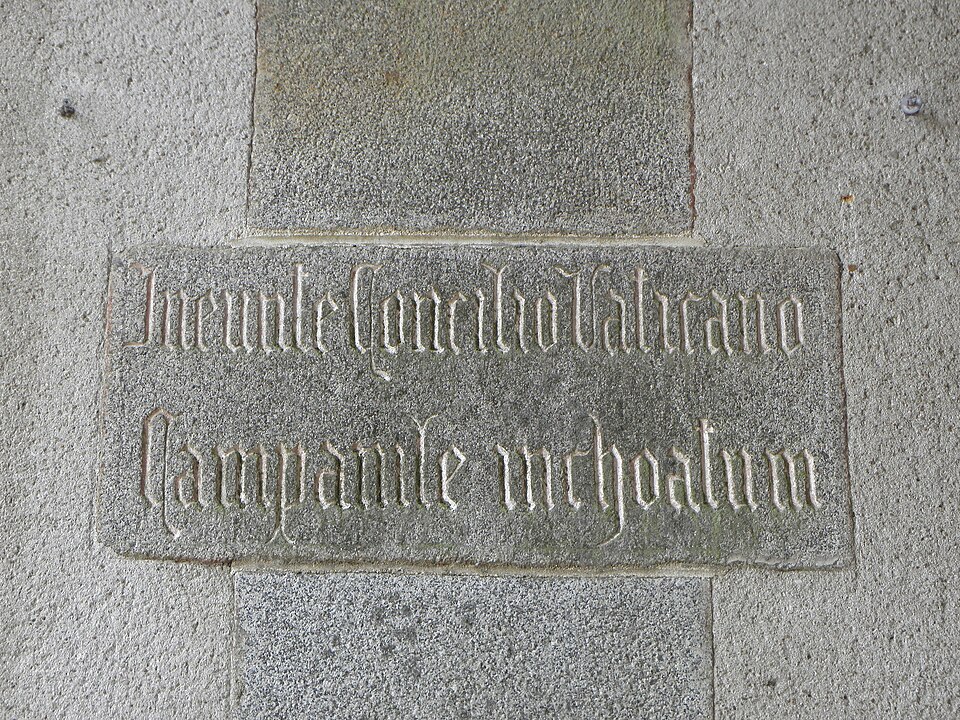 Ineunte Concilio Vaticano
Campanile inchoatum